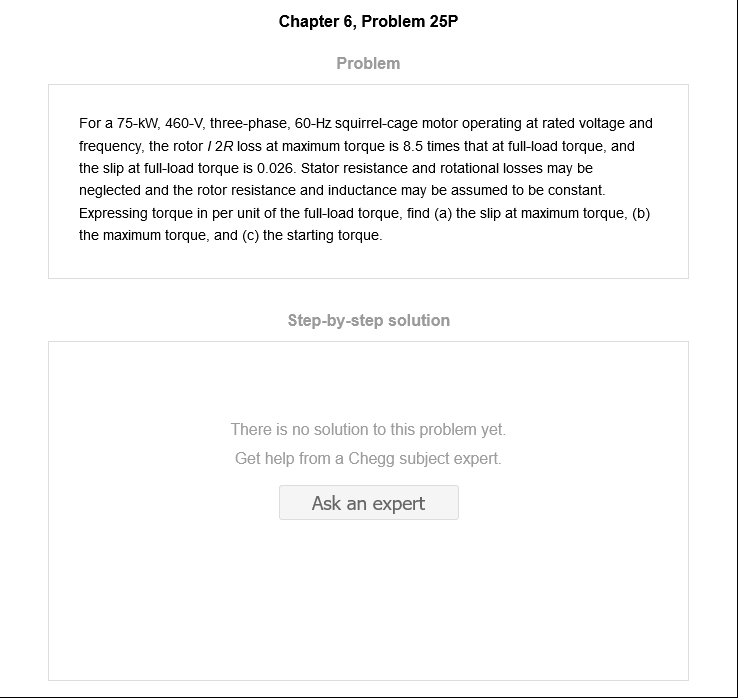 Chapter 6, Problem 25P
Problem
For a 75-kW, 460-V, three-phase, 60-Hz squirrel-cage motor operating at rated voltage and
frequency, the rotor I 2R loss at maximum torque is 8.5 times that at full-load torque, and
the slip at full-load torque is 0.026. Stator resistance and rotational losses may be
neglected and the rotor resistance and inductance may be assumed to be constant.
Expressing torque in per unit of the full-load torque, find (a) the slip at maximum torque, (b)
the maximum torque, and (c) the starting torque.
Step-by-step solution
There is no solution to this problem yet.
Get help from a Chegg subject expert.
Ask an expert